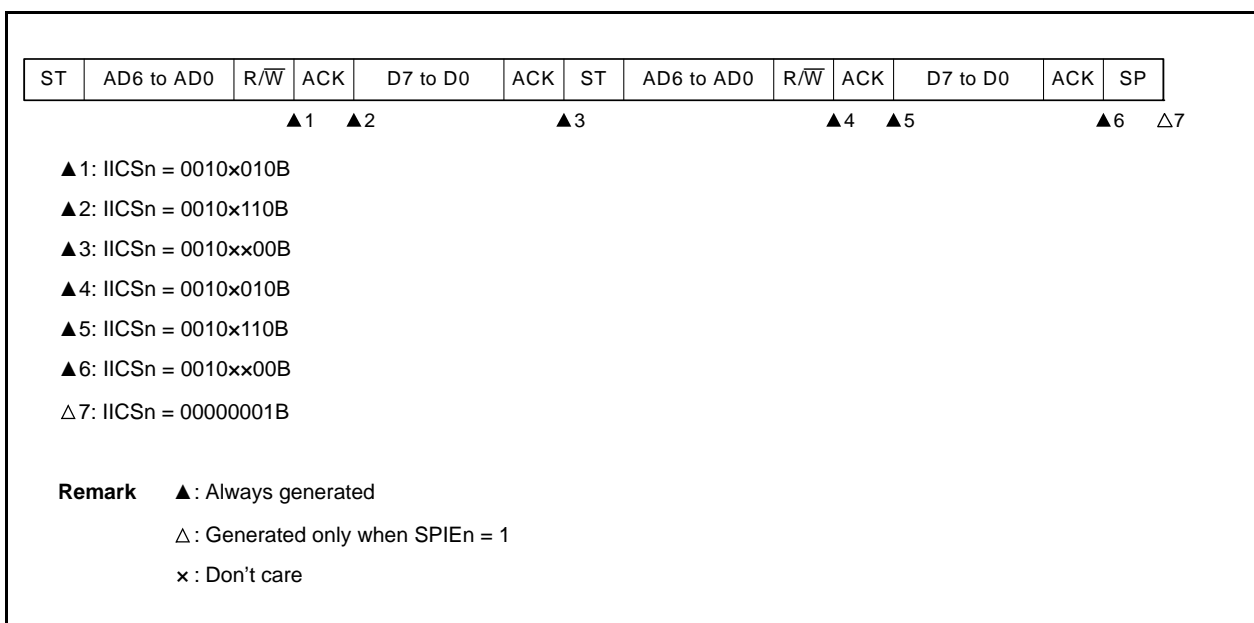 ST AD6 to AD0 R/W̅ ACK D7 to D0 ACK ST AD6 to AD0 R/W̅ ACK D7 to D0 ACK SP
▲1 ▲2 ▲3 ▲4 ▲5 ▲6 △7
▲1: IICSn = 0010×010B
▲2: IICSn = 0010×110B
▲3: IICSn = 0010××00B
▲4: IICSn = 0010×010B
▲5: IICSn = 0010×110B
▲6: IICSn = 0010××00B
△7: IICSn = 00000001B
Remark ▲: Always generated
△: Generated only when SPIEn = 1
×: Don't care